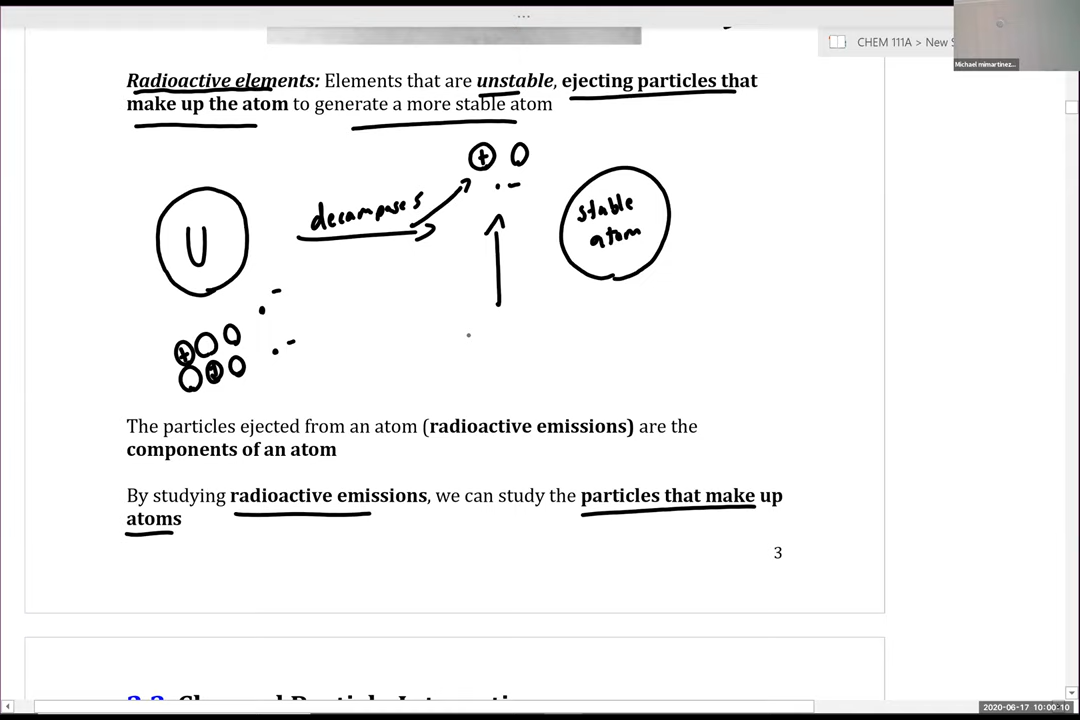 CHEM 111A > New
Michael mimartinez...
Radioactive elements: Elements that are unstable, ejecting particles that
make up the atom to generate a more stable atom
U
decomposes
+
stable
atom
+
+
The particles ejected from an atom (radioactive emissions) are the
components of an atom
By studying radioactive emissions, we can study the particles that make up
atoms
3
2020-06-17 10:00:10